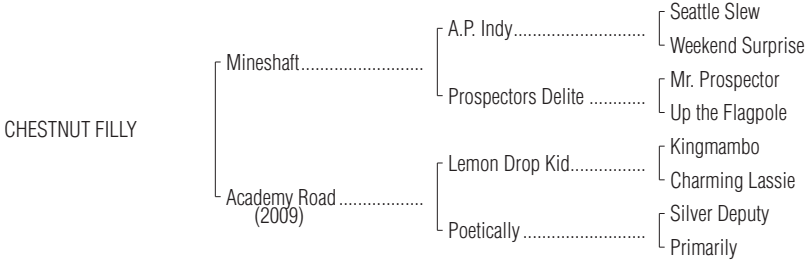 Seattle Slew
A.P. Indy..............................
Weekend Surprise
Mineshaft............................
Mr. Prospector
Prospectors Delite .............
Up the Flagpole
CHESTNUT FILLY
Kingmambo
Lemon Drop Kid.................
Charming Lassie
Academy Road ...................
(2009)
Silver Deputy
Poetically ............................
Primarily